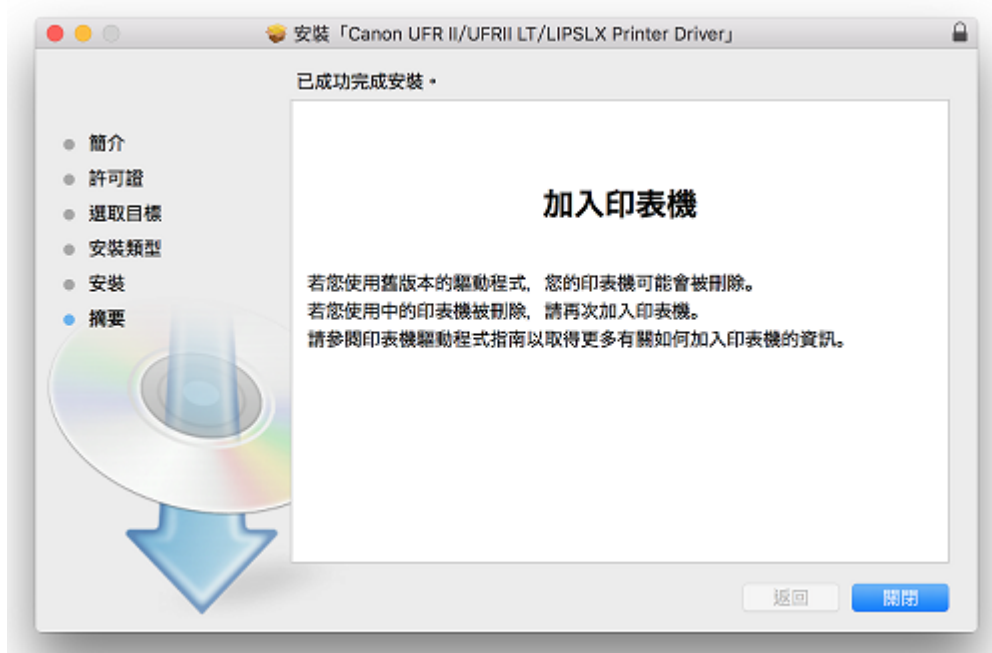 安裝「Canon UFR II/UFRII LT/LIPSLX Printer Driver」
已成功完成安裝。
簡介
許可證
選取目標
安裝類型
安裝
摘要
加入印表機
若您使用舊版本的驅動程式，您的印表機可能會被刪除。
若您使用中的印表機被刪除，請再次加入印表機。
請參閱印表機驅動程式指南以取得更多有關如何加入印表機的資訊。
返回
關閉